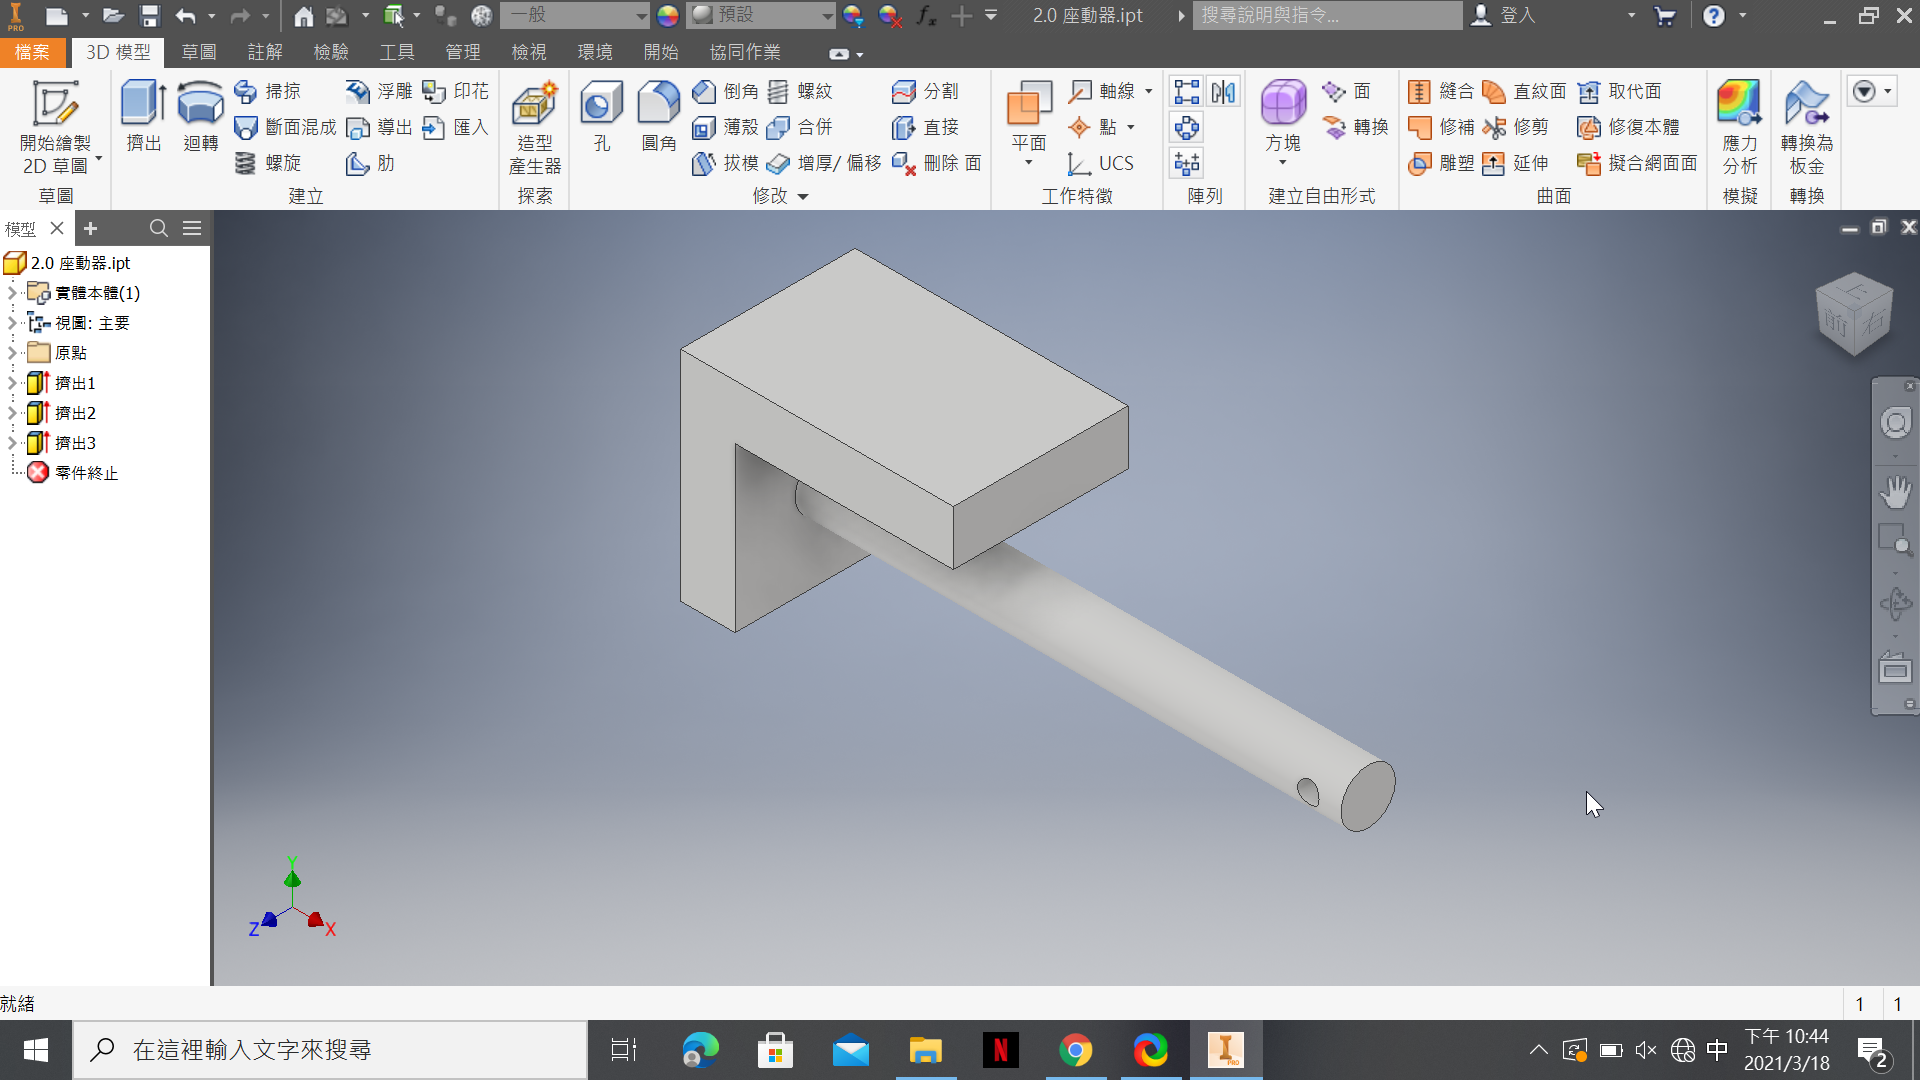 PRO
一般
預設
fx
2.0 座動器.ipt
搜尋說明與指令...
登入
檔案
3D 模型
草圖
註解
檢驗
工具
管理
檢視
環境
開始
協同作業
開始繪製
2D 草圖
草圖
擠出
迴轉
掃掠
斷面混成
螺旋
浮雕
導出
肋
印花
匯入
建立
造型
產生器
探索
孔
圓角
倒角
薄殼
拔模
螺紋
合併
增厚/ 偏移
分割
直接
刪除 面
修改
平面
軸線
點
UCS
工作特徵
陣列
方塊
面
轉換
建立自由形式
縫合
修補
雕塑
直紋面
修剪
延伸
取代面
修復本體
擬合網面面
曲面
應力
分析
模擬
轉換為
板金
轉換
模型
2.0 座動器.ipt
實體本體(1)
視圖: 主要
原點
擠出1
擠出2
擠出3
零件終止
上
前
右
Y
Z
X
就緒
1
1
在這裡輸入文字來搜尋
N
I
PRO
中
下午 10:44
2021/3/18
2